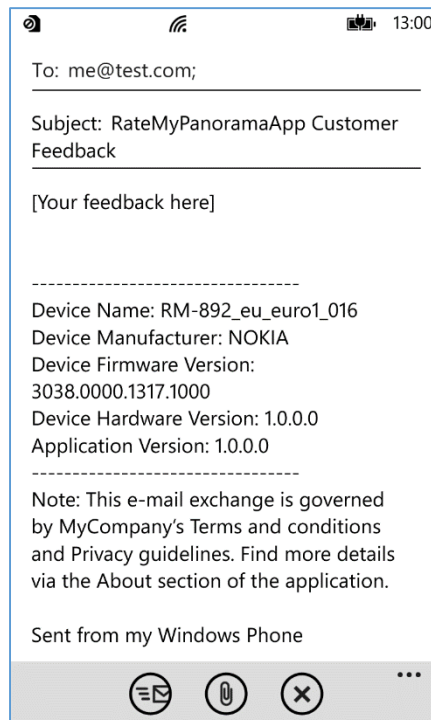 13:00
To: me@test.com;
Subject: RateMyPanoramaApp Customer
Feedback
[Your feedback here]
---------------------------------
Device Name: RM-892_eu_euro1_016
Device Manufacturer: NOKIA
Device Firmware Version:
3038.0000.1317.1000
Device Hardware Version: 1.0.0.0
Application Version: 1.0.0.0
---------------------------------
Note: This e-mail exchange is governed
by MyCompany's Terms and conditions
and Privacy guidelines. Find more details
via the About section of the application.
Sent from my Windows Phone